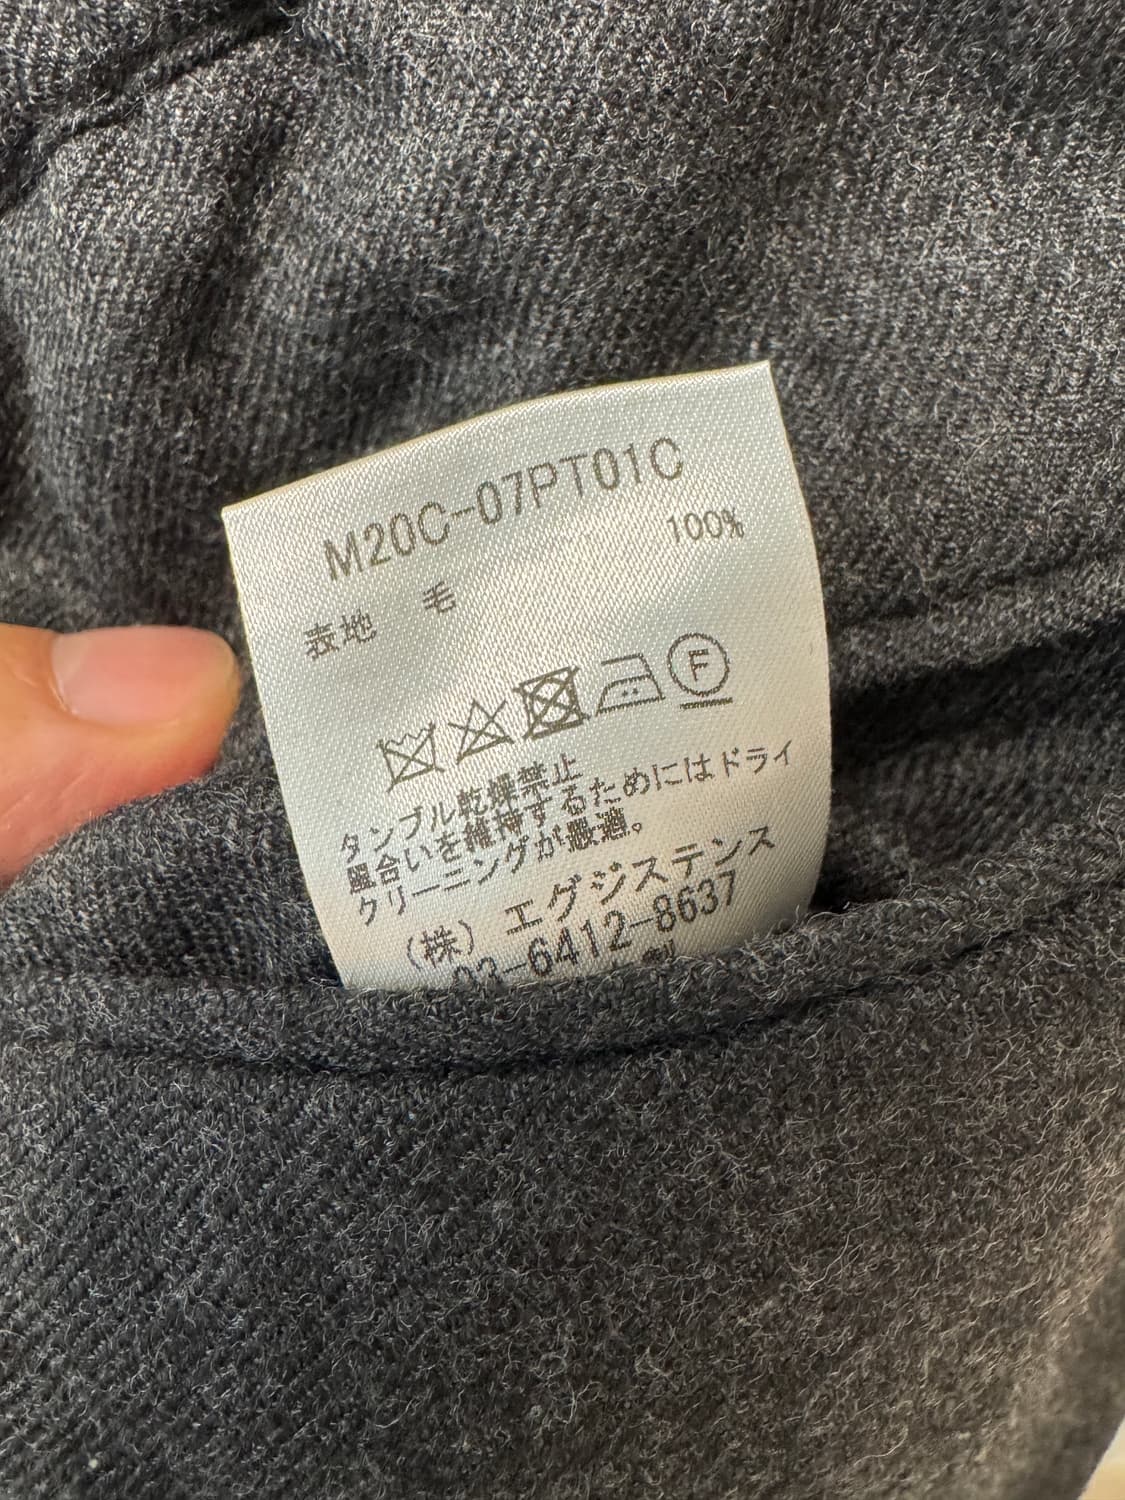 M20C-07PT01C
表地 毛 100%
F
タンブル乾燥禁止
風合いを維持するためにはドライ
クリーニングが最適。
(株) エグジステンス
03-6412-8637